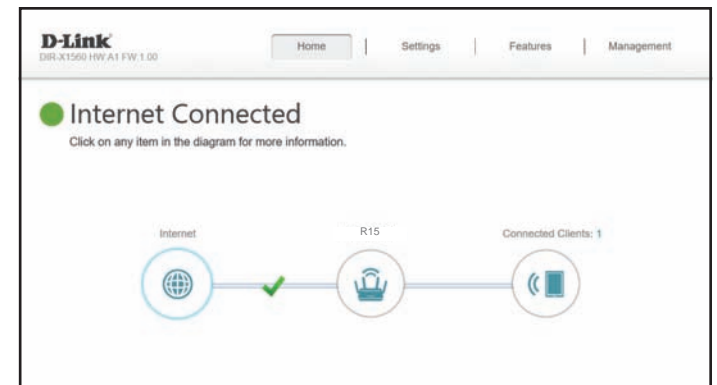 D-Link
DIR-X1560 HW:A1 FW:1.00
Home | Settings | Features | Management
Internet Connected
Click on any item in the diagram for more information.
Internet
R15
Connected Clients: 1